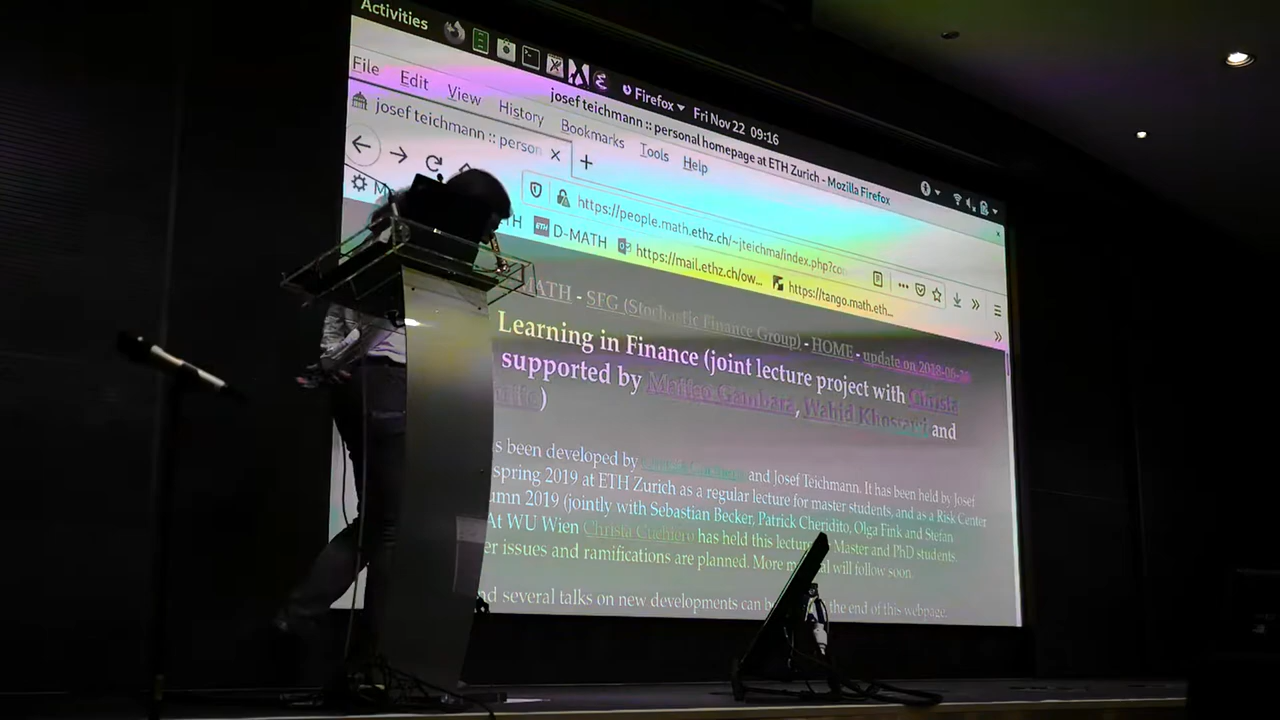 Activities
Firefox
Fri Nov 22 09:16
josef teichmann :: personal homepage at ETH Zurich - Mozilla Firefox
File Edit View History Bookmarks Tools Help
josef teichmann :: person
https://people.math.ethz.ch/~jteichma/index.php?co
D-MATH
https://mail.ethz.ch/ow...
https://tango.math.eth...
MATH - SFG (Stochastic Finance Group) - HOME - update on
Learning in Finance (joint lecture project with Christa
supported by Matteo Gambara, Wahid Khosrawi and
)
s been developed by and Josef Teichmann. It has been held by Josef
spring 2019 at ETH Zurich as a regular lecture for master students, and as a Risk Center
umn 2019 (jointly with Sebastian Becker, Patrick Cheridito, Olga Fink and Stefan
At WU Wien Christa Cuchiero has held this lecture Master and PhD students.
er issues and ramifications are planned. More will follow soon.
nd several talks on new developments can the end of this webpage.